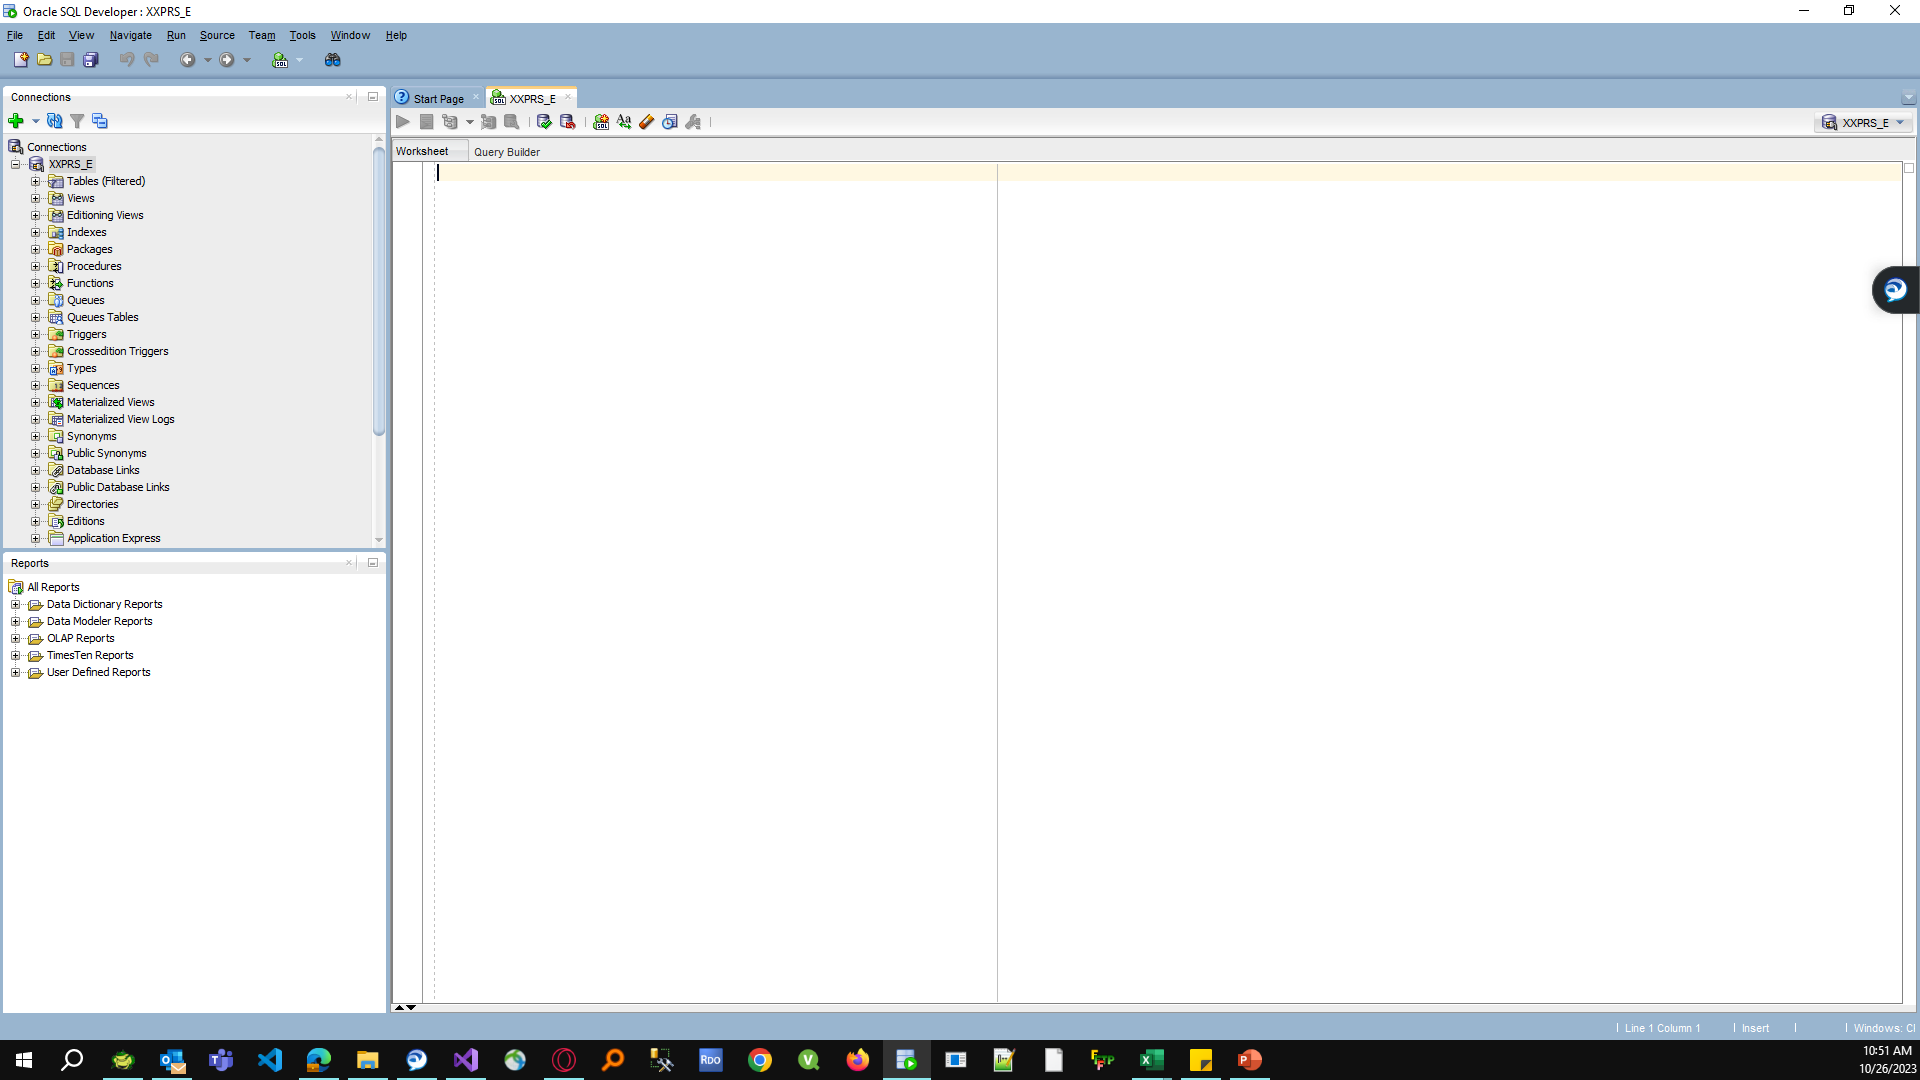 Oracle SQL Developer : XXPRS_E
File Edit View Navigate Run Source Team Tools Window Help
Connections
Start Page
XXPRS_E
XXPRS_E
Worksheet
Query Builder
Connections
XXPRS_E
Tables (Filtered)
Views
Editioning Views
Indexes
Packages
Procedures
Functions
Queues
Queues Tables
Triggers
Crossedition Triggers
Types
Sequences
Materialized Views
Materialized View Logs
Synonyms
Public Synonyms
Database Links
Public Database Links
Directories
Editions
Application Express
Reports
All Reports
Data Dictionary Reports
Data Modeler Reports
OLAP Reports
TimesTen Reports
User Defined Reports
Line 1 Column 1
Insert
Windows: Cl
RDO
10:51 AM
10/26/2023